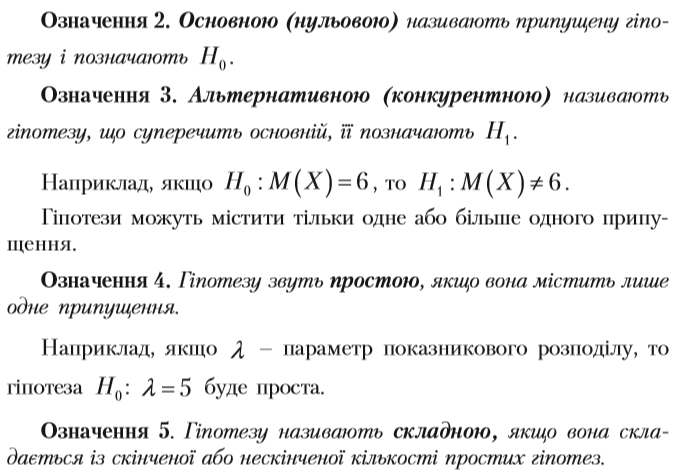 Означення 2. Основною (нульовою) називають припущену гіпо-
тезу і позначають H₀.
Означення 3. Альтернативною (конкурентною) називають
гіпотезу, що суперечить основній, її позначають H₁.
Наприклад, якщо H₀ : M(X)=6, то H₁ : M(X)≠6.
Гіпотези можуть містити тільки одне або більше одного припу-
щення.
Означення 4. Гіпотезу звуть простою, якщо вона містить лише
одне припущення.
Наприклад, якщо λ – параметр показникового розподілу, то
гіпотеза H₀: λ=5 буде проста.
Означення 5. Гіпотезу називають складною, якщо вона скла-
дається із скінченої або нескінченої кількості простих гіпотез.